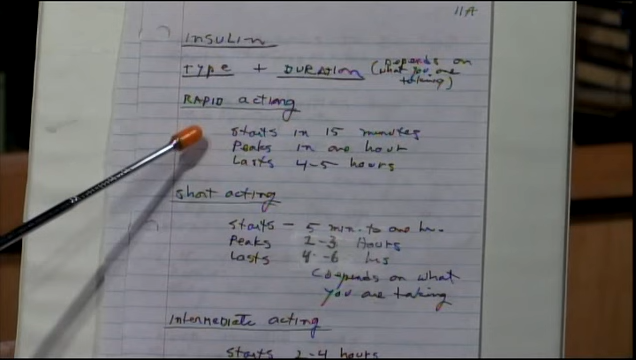 11A
INSULIN
TYPE + DURATION (Depends on
what you are
taking)
RAPID acting
Starts in 15 minutes
Peaks in one hour
Lasts 4-5 hours
Short acting
Starts - 5 min. to one hr.
Peaks 2-3 Hours
Lasts 4-6 hrs
(depends on what
you are taking
Intermediate acting
Starts 2-4 hours